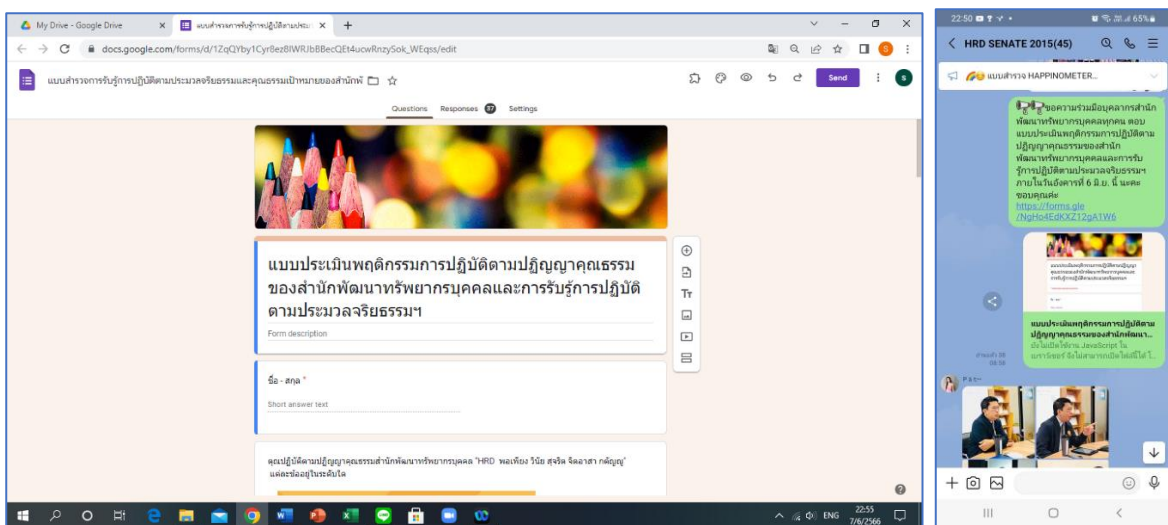 My Drive - Google Drive
แบบสำรวจการรับรู้การปฏิบัติตามประมว
docs.google.com/forms/d/1ZqQYby1Cyr8ez8IWRJbBBecQEt4ucwRnzySok_WEqss/edit
แบบสำรวจการรับรู้การปฏิบัติตามประมวลจริยธรรมและคุณธรรมเป้าหมายของสำนักพั
Send
S
Questions Responses 37 Settings
แบบประเมินพฤติกรรมการปฏิบัติตามปฏิญญาคุณธรรม
ของสำนักพัฒนาทรัพยากรบุคคลและการรับรู้การปฏิบัติ
ตามประมวลจริยธรรมฯ
Form description
ชื่อ - สกุล *
Short answer text
คุณปฏิบัติตามปฏิญญาคุณธรรมสำนักพัฒนาทรัพยากรบุคคล "HRD พอเพียง วินัย สุจริต จิตอาสา กตัญญู"
แต่ละข้ออยู่ในระดับใด
ENG
22:55
7/6/2566
22:50
65%
HRD SENATE 2015(45)
แบบสำรวจ HAPPINOMETER...
ขอความร่วมมือบุคลากรสำนัก
พัฒนาทรัพยากรบุคคลทุกคน ตอบ
แบบประเมินพฤติกรรมการปฏิบัติตาม
ปฏิญญาคุณธรรมของสำนัก
พัฒนาทรัพยากรบุคคลและการรับ
รู้การปฏิบัติตามประมวลจริยธรรมฯ
ภายในวันอังคารที่ 6 มิ.ย. นี้ นะคะ
ขอบคุณค่ะ
https://forms.gle
/NgHo4EdKXZ12gA1W6
แบบประเมินพฤติกรรมการปฏิบัติตาม
ปฏิญญาคุณธรรมของสำนักพัฒนา...
ยังไม่เปิดใช้งาน JavaScript ใน
เบราว์เซอร์ จึงไม่สามารถเปิดไฟล์นี้ได้ โ...